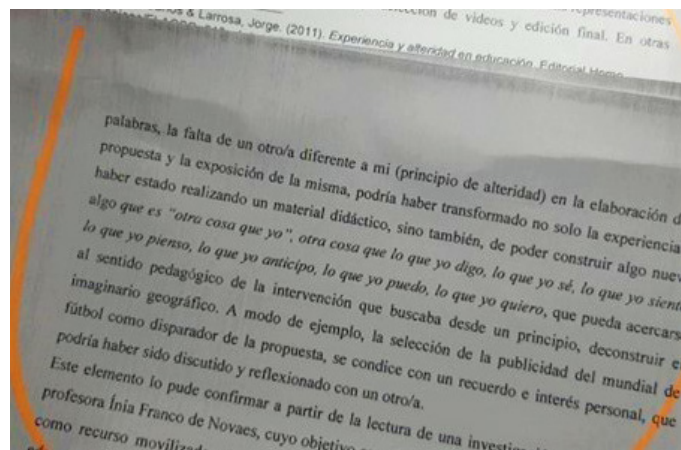 representaciones
de videos y edición final. En otras
& Larrosa, Jorge. (2011). Experiencia y alteridad en educación. Editorial Homo
palabras, la falta de un otro/a diferente a mi (principio de alteridad) en la elaboración d
propuesta y la exposición de la misma, podría haber transformado no solo la experiencia
haber estado realizando un material didáctico, sino también, de poder construir algo nuev
algo que es "otra cosa que yo", otra cosa que lo que yo digo, lo que yo sé, lo que yo sient
lo que yo pienso, lo que yo anticipo, lo que yo puedo, lo que yo quiero, que pueda acercars
al sentido pedagógico de la intervención que buscaba desde un principio, deconstruir e
imaginario geográfico. A modo de ejemplo, la selección de la publicidad del mundial de
fútbol como disparador de la propuesta, se condice con un recuerdo e interés personal, que
podría haber sido discutido y reflexionado con un otro/a.
Este elemento lo pude confirmar a partir de la lectura de una
profesora Ínia Franco de Novaes, cuyo objetivo
como recurso